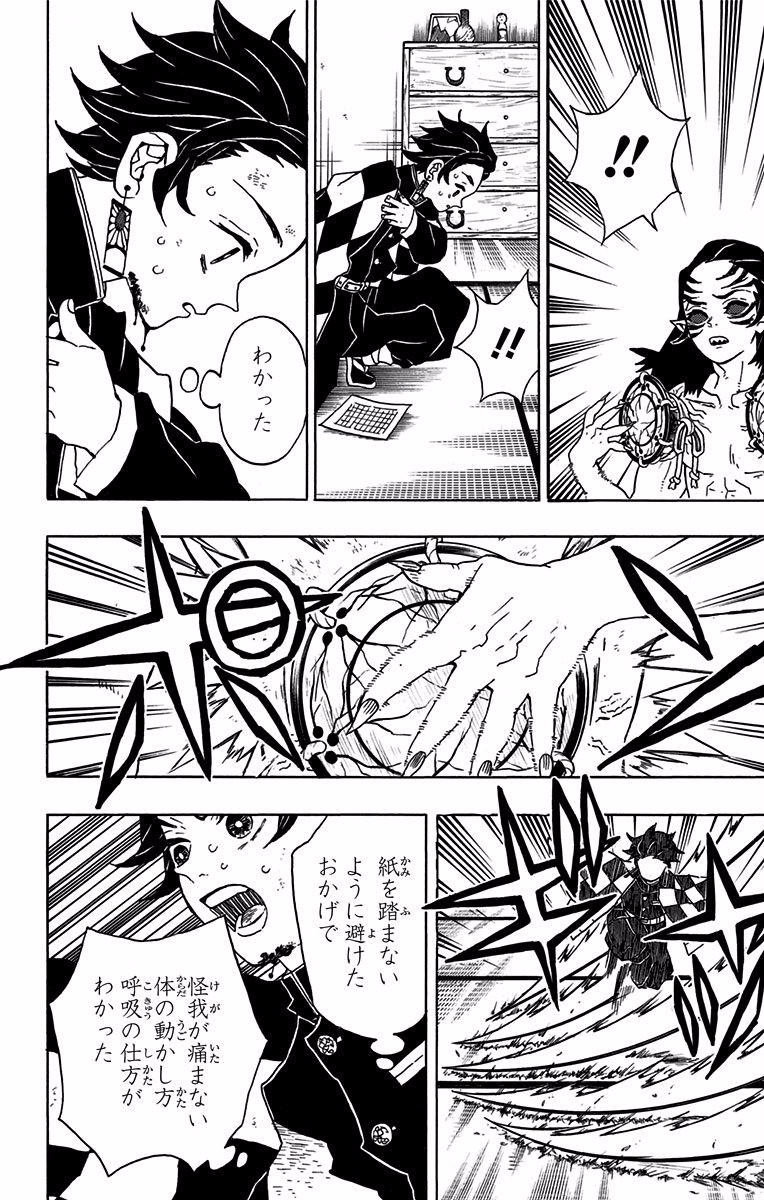 !!
!!
わかった
紙を踏まない
ように避けた
おかげで
怪我が痛まない
体の動かし方
呼吸の仕方が
わかった